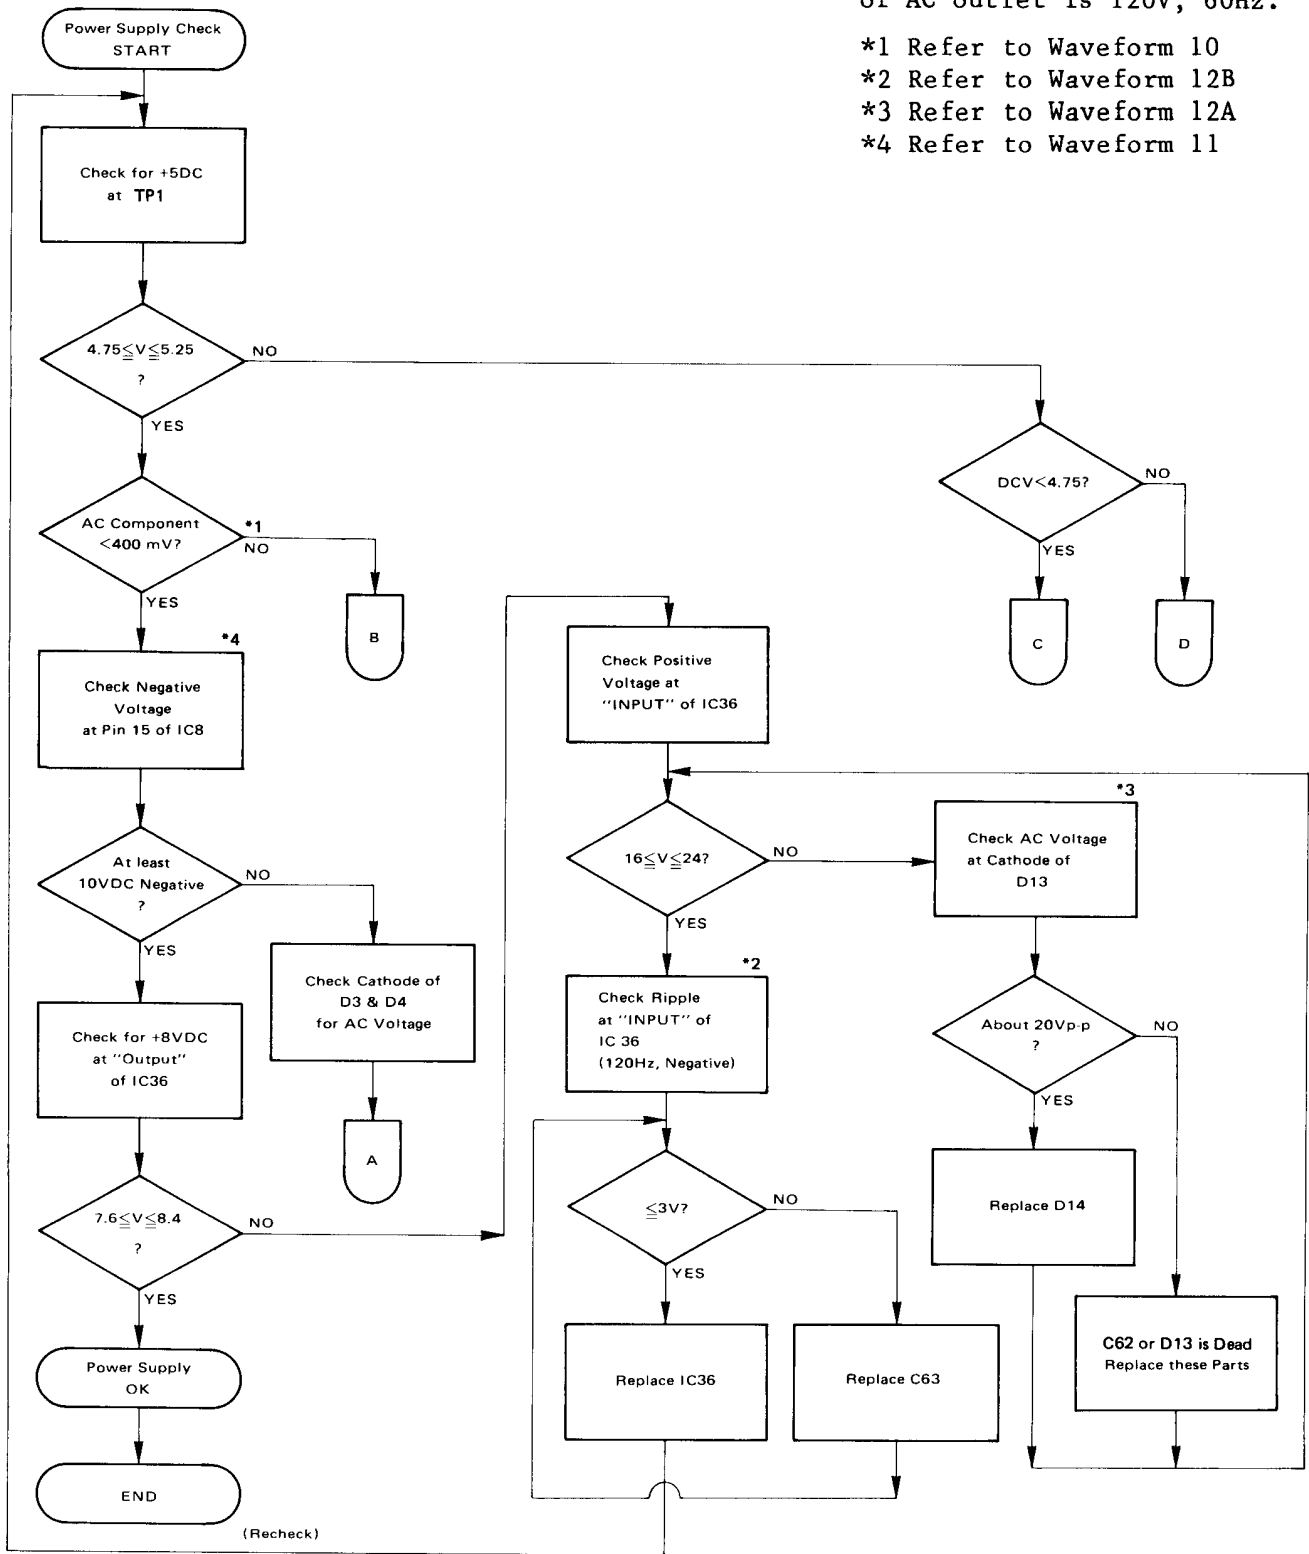 of AC outlet is 120V, 60Hz.
*1 Refer to Waveform 10
*2 Refer to Waveform 12B
*3 Refer to Waveform 12A
*4 Refer to Waveform 11
Power Supply Check
START
Check for +5DC
at TP1
4.75≦V≦5.25
?
NO
YES
DCV<4.75?
NO
YES
C
D
AC Component
<400 mV?
*1
NO
YES
B
*4
Check Negative
Voltage
at Pin 15 of IC8
At least
10VDC Negative
?
NO
YES
Check Cathode of
D3 & D4
for AC Voltage
A
Check for +8VDC
at "Output"
of IC36
7.6≦V≦8.4
?
NO
YES
Power Supply
OK
END
(Recheck)
Check Positive
Voltage at
"INPUT" of IC36
16≦V≦24?
NO
YES
*3
Check AC Voltage
at Cathode of
D13
*2
Check Ripple
at "INPUT" of
IC 36
(120Hz, Negative)
About 20Vp-p
?
NO
YES
≦3V?
NO
YES
Replace D14
C62 or D13 is Dead
Replace these Parts
Replace IC36
Replace C63